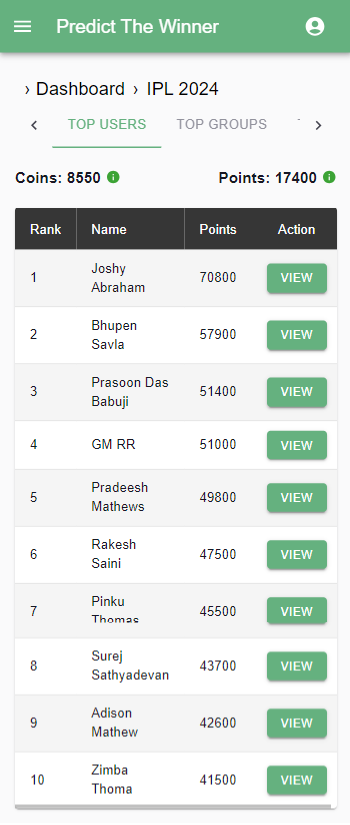 Predict The Winner
› Dashboard › IPL 2024
TOP USERS TOP GROUPS
Coins: 8550 Points: 17400
Rank Name Points Action
1 Joshy 70800 VIEW
Abraham
2 Bhupen 57900 VIEW
Savla
3 Prasoon Das 51400 VIEW
Babuji
4 GM RR 51000 VIEW
5 Pradeesh 49800 VIEW
Mathews
6 Rakesh 47500 VIEW
Saini
7 Pinku 45500 VIEW
Thomas
8 Surej 43700 VIEW
Sathyadevan
9 Adison 42600 VIEW
Mathew
10 Zimba 41500 VIEW
Thoma